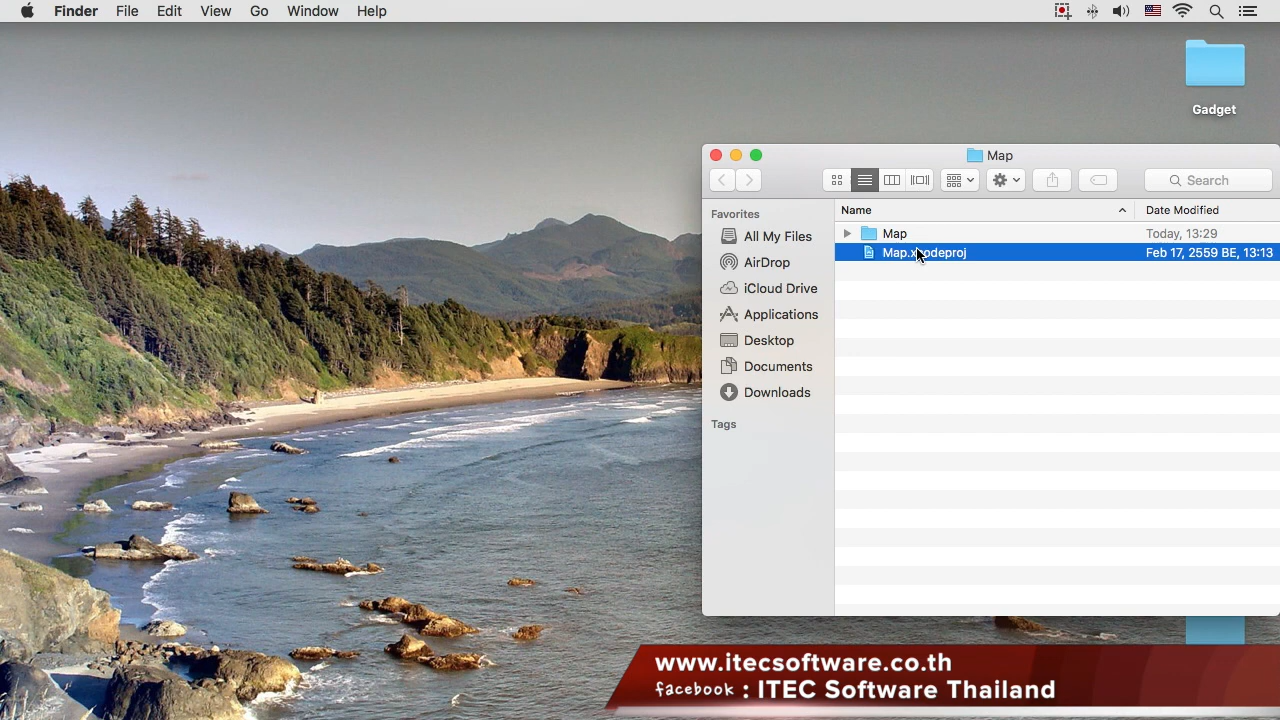 Finder File Edit View Go Window Help
Gadget
Map
Search
Favorites
All My Files
AirDrop
iCloud Drive
Applications
Desktop
Documents
Downloads
Tags
Name Date Modified
Map Today, 13:29
Map.xcodeproj Feb 17, 2559 BE, 13:13
www.itecsoftware.co.th
facebook : ITEC Software Thailand